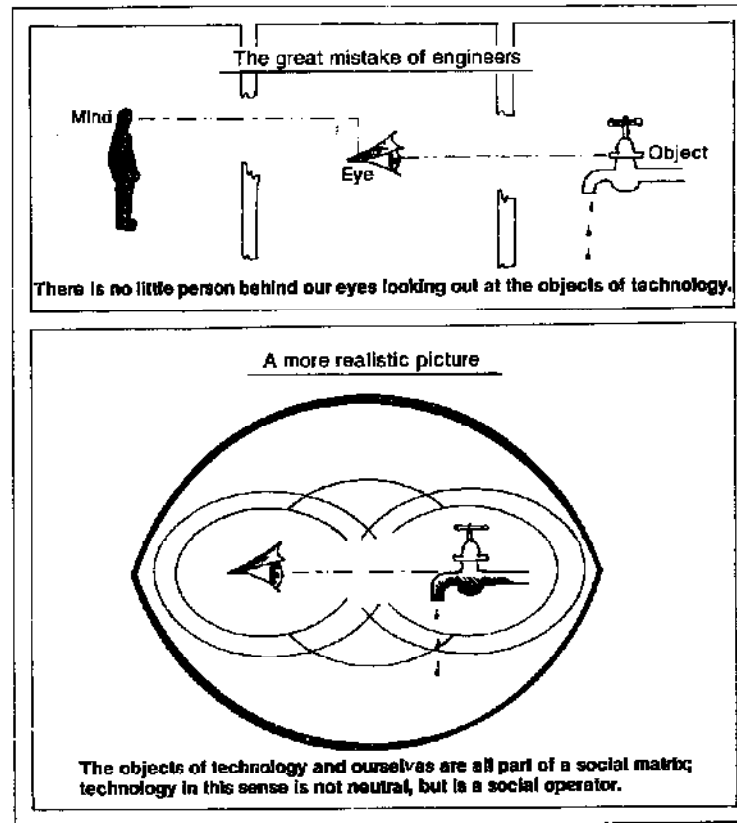 The great mistake of engineers
Mind
Eye
Object
There is no little person behind our eyes looking out at the objects of technology.
A more realistic picture
The objects of technology and ourselves are all part of a social matrix;
technology in this sense is not neutral, but is a social operator.